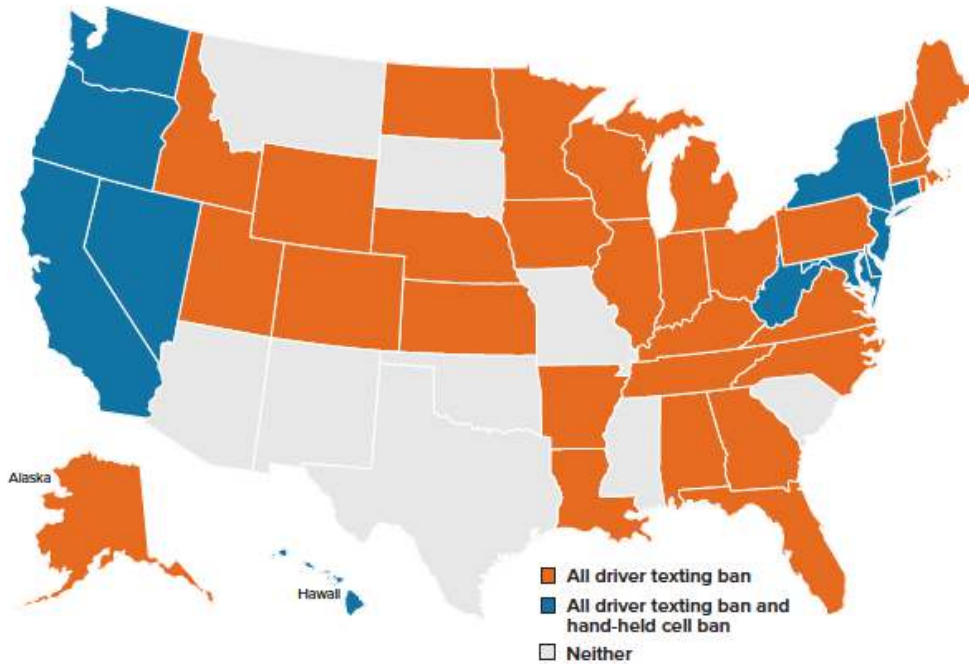 Alaska
Hawaii
All driver texting ban
All driver texting ban and
hand-held cell ban
Neither